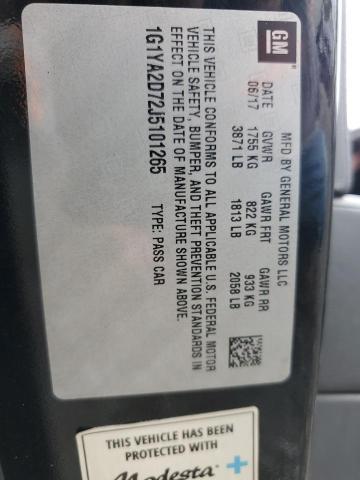 GM
MFD BY GENERAL MOTORS LLC
DATE GVWR GAWR FRT GAWR RR
06/17 1755 KG 822 KG 933 KG
3871 LB 1813 LB 2058 LB
THIS VEHICLE CONFORMS TO ALL APPLICABLE U.S. FEDERAL MOTOR
VEHICLE SAFETY, BUMPER, AND THEFT PREVENTION STANDARDS IN
EFFECT ON THE DATE OF MANUFACTURE SHOWN ABOVE.
1G1YA2D72J5101265 TYPE: PASS CAR
THIS VEHICLE HAS BEEN
PROTECTED WITH
Modesta +